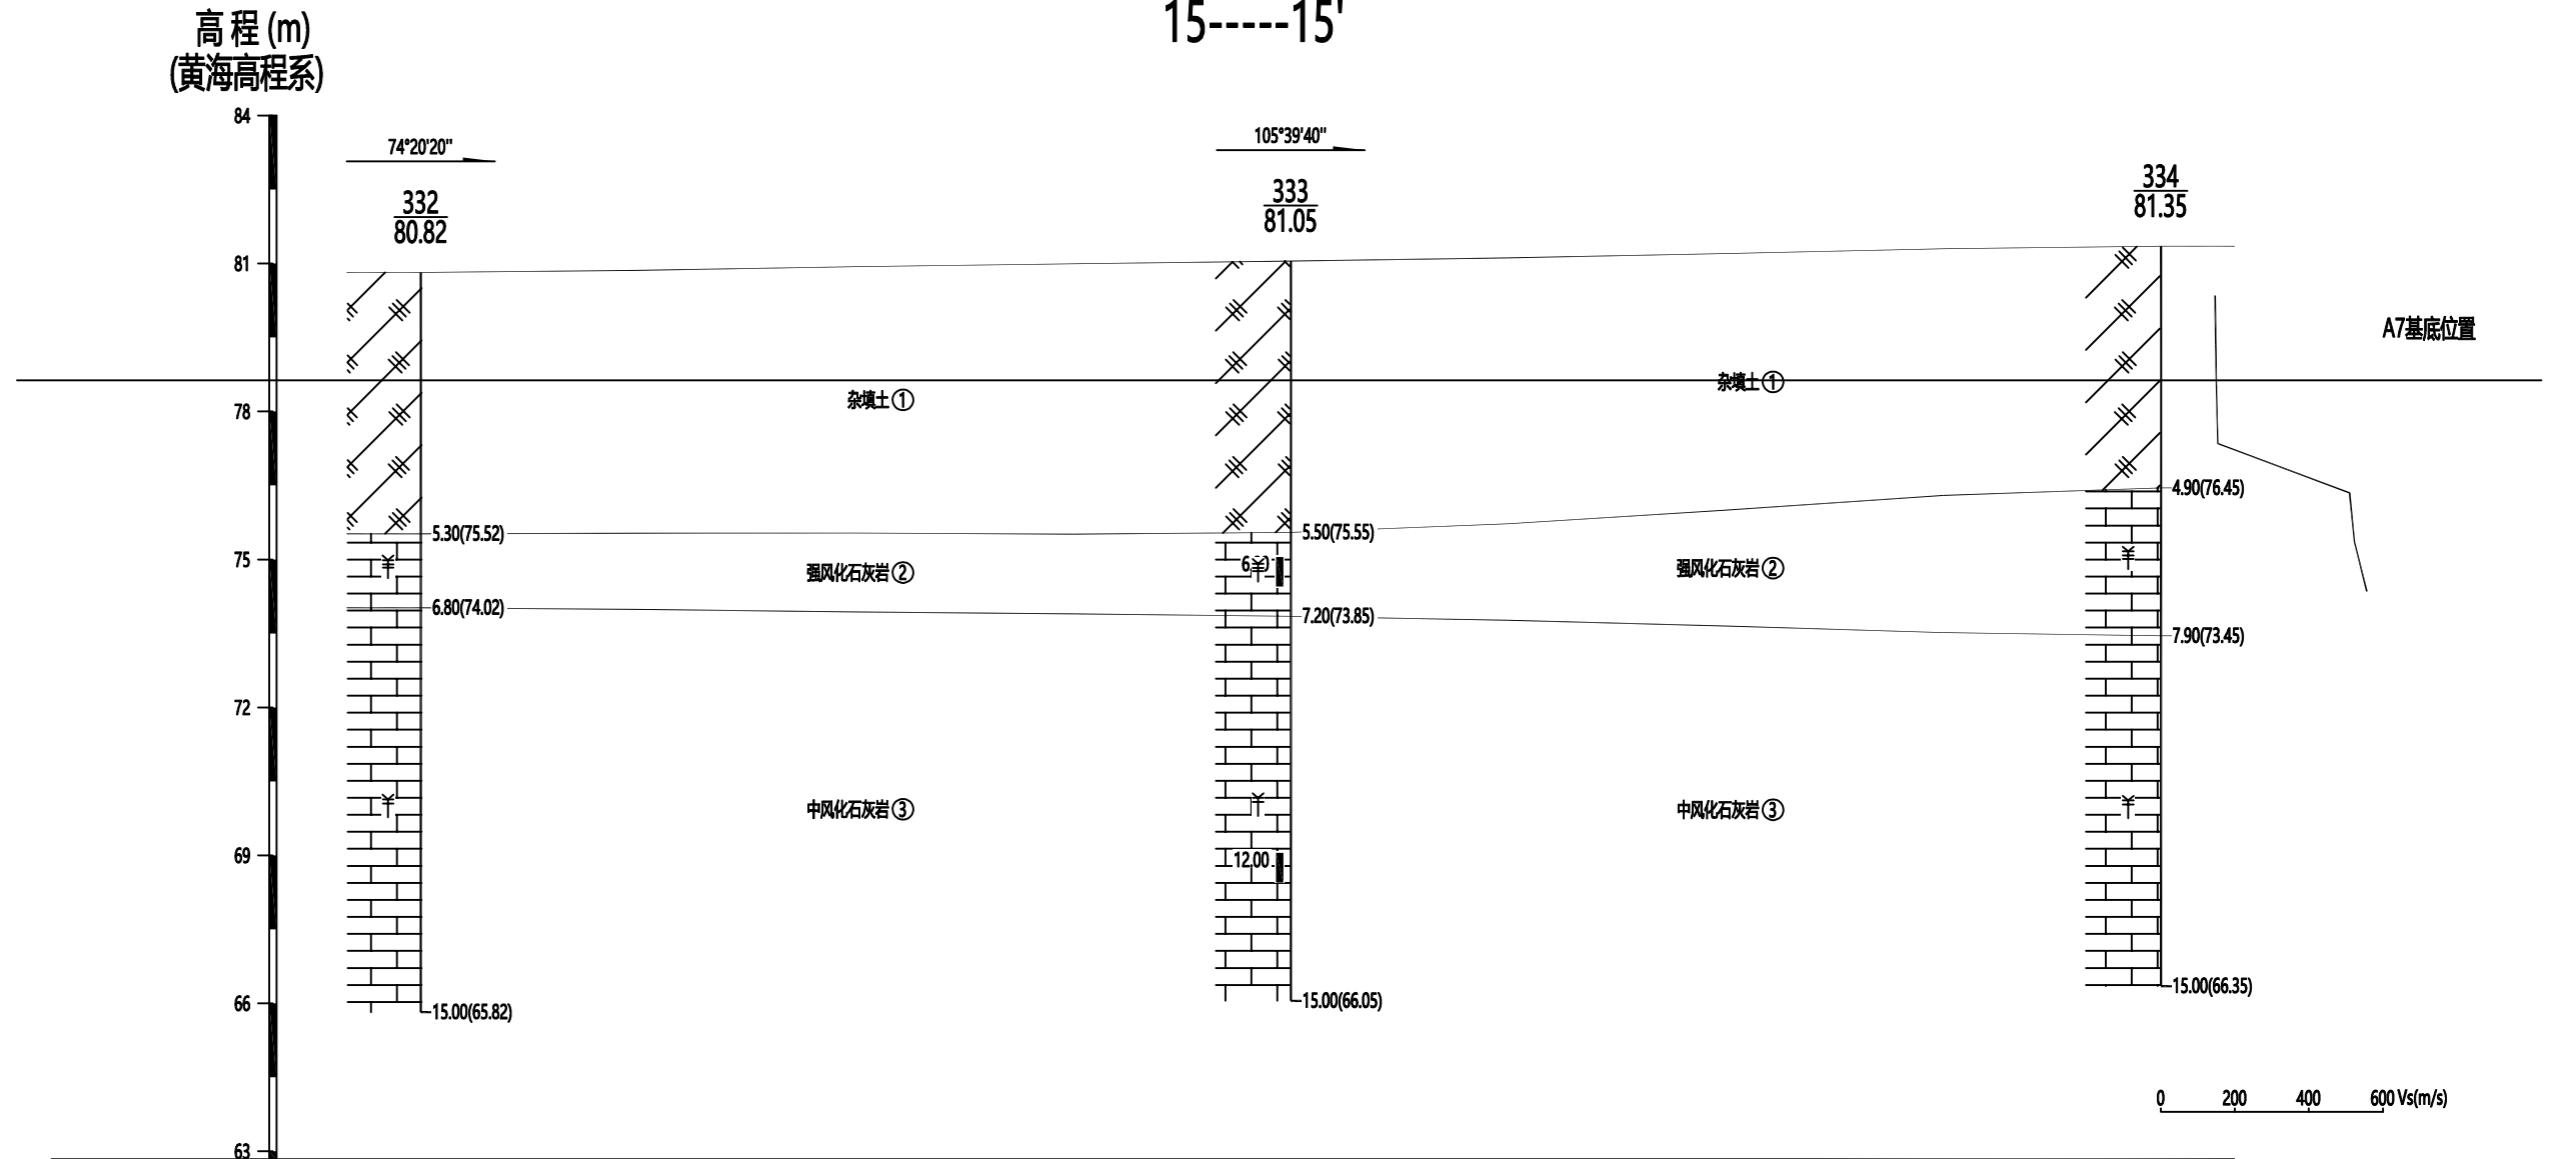 15-----15'
高 程 (m)
(黄海高程系)
84
81
78
75
72
69
66
63
74°20'20"
105°39'40"
332
80.82
333
81.05
334
81.35
A7基底位置
杂填土①
杂填土①
5.30(75.52)
5.50(75.55)
4.90(76.45)
强风化石灰岩②
强风化石灰岩②
6.80(74.02)
7.20(73.85)
7.90(73.45)
中风化石灰岩③
中风化石灰岩③
12.00
15.00(65.82)
15.00(66.05)
15.00(66.35)
0 200 400 600 Vs(m/s)